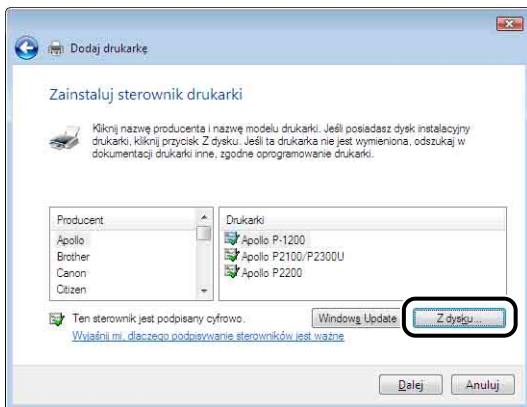 Dodaj drukarkę
Zainstaluj sterownik drukarki
Kliknij nazwę producenta i nazwę modelu drukarki. Jeśli posiadasz dysk instalacyjny
drukarki, kliknij przycisk Z dysku. Jeśli ta drukarka nie jest wymieniona, odszukaj w
dokumentacji drukarki inne, zgodne oprogramowanie drukarki.
Producent
Apollo
Brother
Canon
Citizen
Drukarki
Apollo P-1200
Apollo P2100/P2300U
Apollo P2200
Ten sterownik jest podpisany cyfrowo.
Windows Update
Z dysku...
Wyjaśnij mi, dlaczego podpisywanie sterowników jest ważne
Dalej
Anuluj